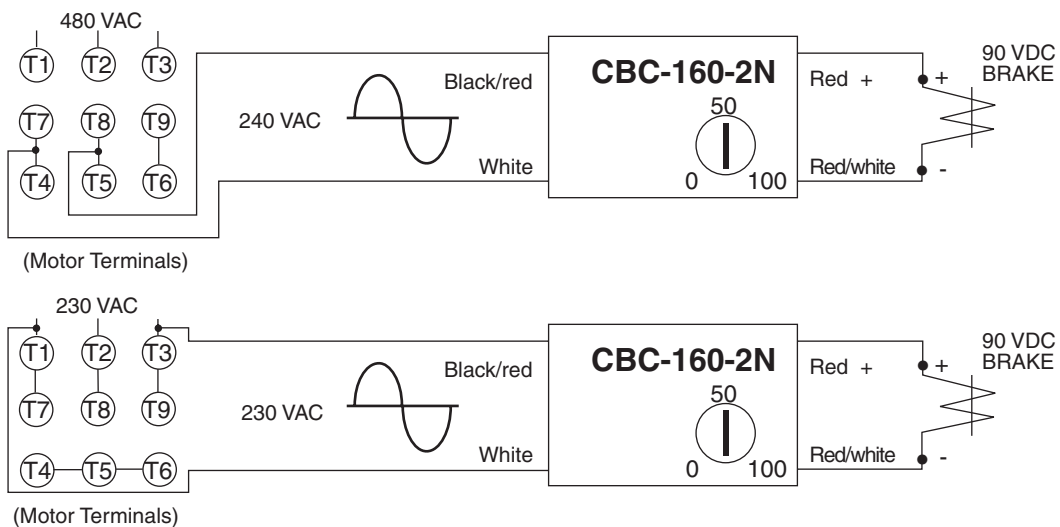 480 VAC
T1 T2 T3
T7 T8 T9
T4 T5 T6
(Motor Terminals)
240 VAC
Black/red
White
CBC-160-2N
50
0 100
Red +
Red/white
+
-
90 VDC
BRAKE
230 VAC
T1 T2 T3
T7 T8 T9
T4 T5 T6
(Motor Terminals)
230 VAC
Black/red
White
CBC-160-2N
50
0 100
Red +
Red/white
+
-
90 VDC
BRAKE